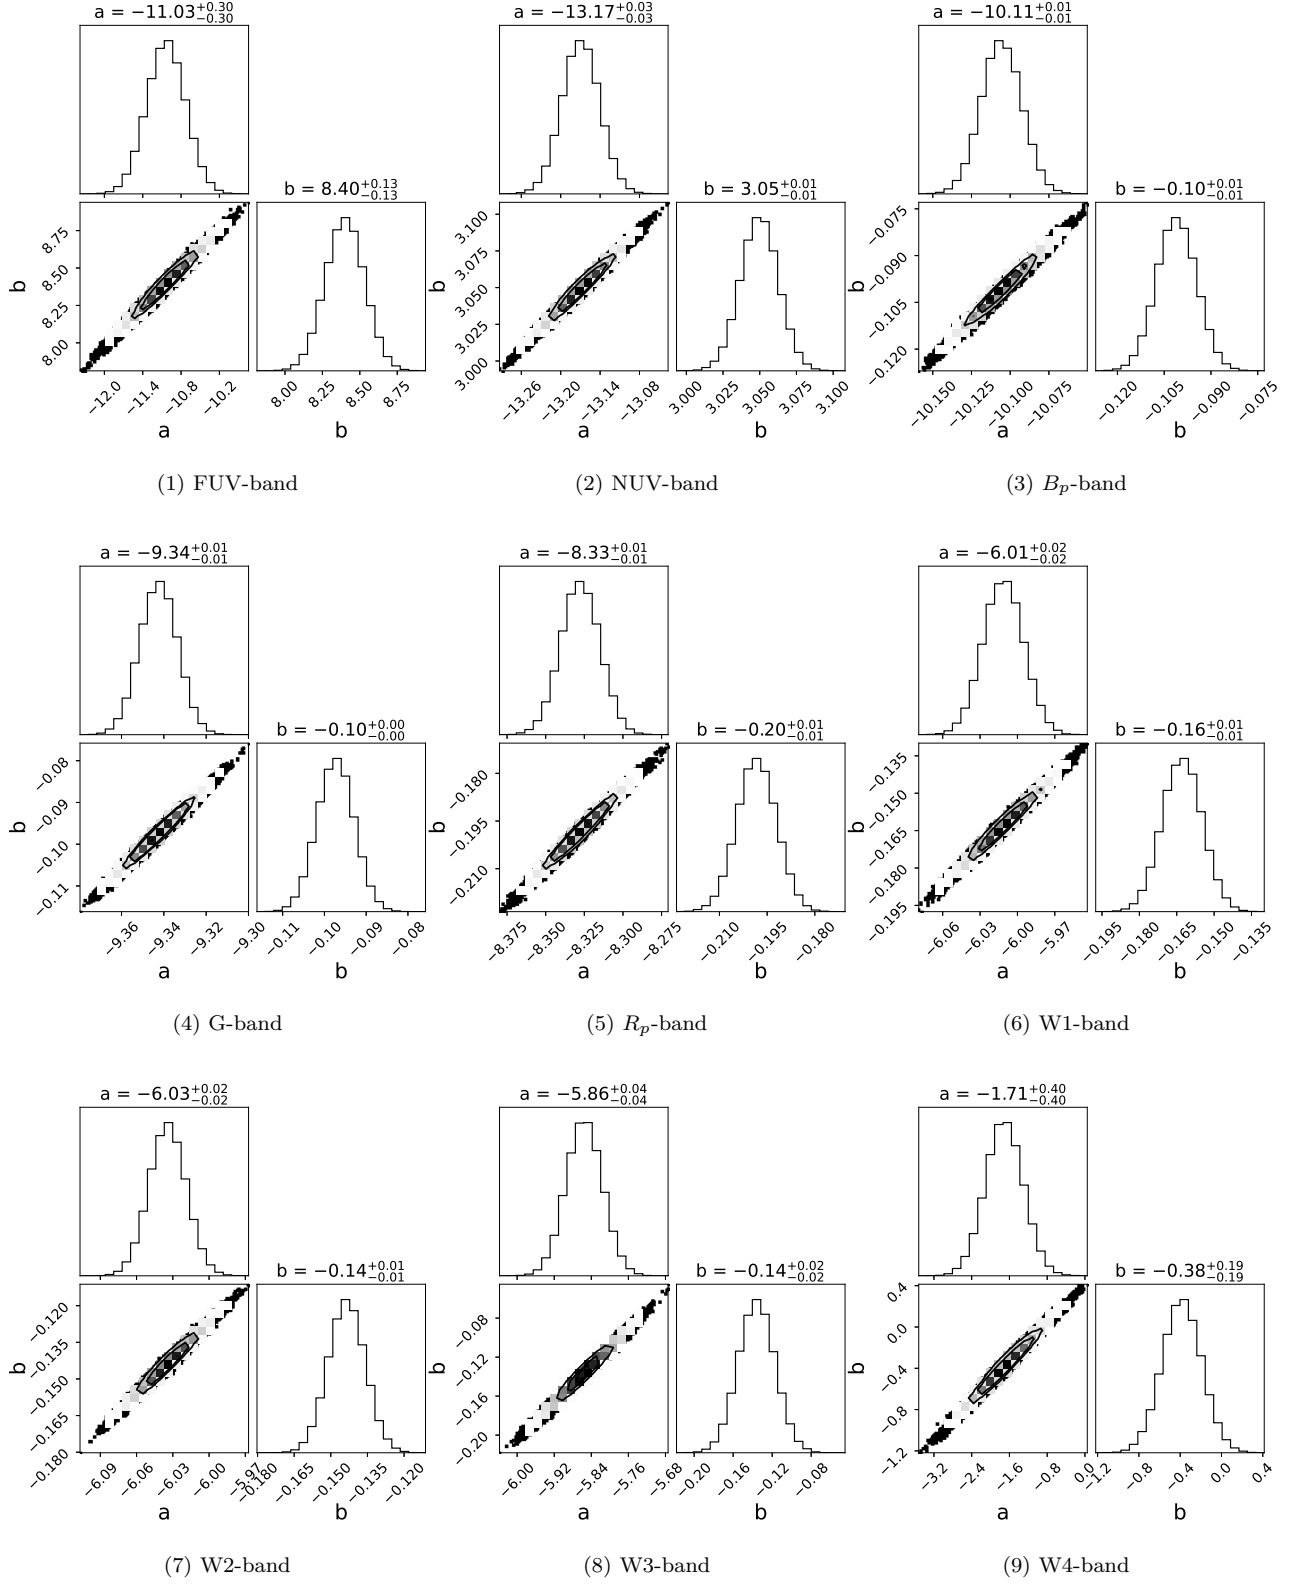 a = −11.03 +0.30 −0.30
a = −13.17 +0.03 −0.03
a = −10.11 +0.01 −0.01
b = 8.40 +0.13 −0.13
b = 3.05 +0.01 −0.01
b = −0.10 +0.01 −0.01
8.75
8.50
8.25
8.00
b
−12.0 −11.4 −10.8 −10.2
a
8.00 8.25 8.50 8.75
b
3.100
3.075
3.050
3.025
3.000
b
−13.26 −13.20 −13.14 −13.08
a
3.000 3.025 3.050 3.075 3.100
b
−0.075
−0.090
−0.105
−0.120
b
−10.150 −10.125 −10.100 −10.075
a
−0.120 −0.105 −0.090 −0.075
b
(1) FUV-band
(2) NUV-band
(3) Bp-band
a = −9.34 +0.01 −0.01
a = −8.33 +0.01 −0.01
a = −6.01 +0.02 −0.02
b = −0.10 +0.00 −0.00
b = −0.20 +0.01 −0.01
b = −0.16 +0.01 −0.01
−0.08
−0.09
−0.10
−0.11
b
−9.36 −9.34 −9.32 −9.30
a
−0.11 −0.10 −0.09 −0.08
b
−0.180
−0.195
−0.210
b
−8.375 −8.350 −8.325 −8.300 −8.275
a
−0.210 −0.195 −0.180
b
−0.135
−0.150
−0.165
−0.180
−0.195
b
−6.06 −6.03 −6.00 −5.97
a
−0.195 −0.180 −0.165 −0.150 −0.135
b
(4) G-band
(5) Rp-band
(6) W1-band
a = −6.03 +0.02 −0.02
a = −5.86 +0.04 −0.04
a = −1.71 +0.40 −0.40
b = −0.14 +0.01 −0.01
b = −0.14 +0.02 −0.02
b = −0.38 +0.19 −0.19
−0.120
−0.135
−0.150
−0.165
−0.180
b
−6.09 −6.06 −6.03 −6.00 −5.97
a
−0.180 −0.165 −0.150 −0.135 −0.120
b
−0.08
−0.12
−0.16
−0.20
b
−6.00 −5.92 −5.84 −5.76 −5.68
a
−0.20 −0.16 −0.12 −0.08
b
0.4
0.0
−0.4
−0.8
−1.2
b
−3.2 −2.4 −1.6 −0.8 0.0
a
−1.2 −0.8 −0.4 0.0 0.4
b
(7) W2-band
(8) W3-band
(9) W4-band